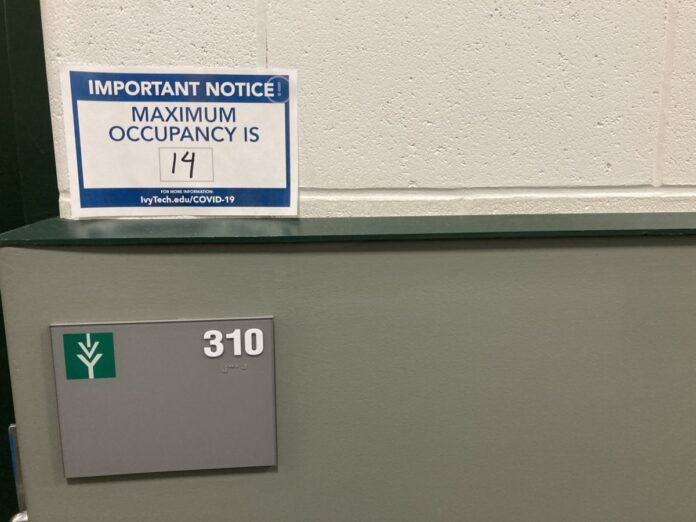 IMPORTANT NOTICE
MAXIMUM
OCCUPANCY IS
14
FOR MORE INFORMATION:
IvyTech.edu/COVID-19
310